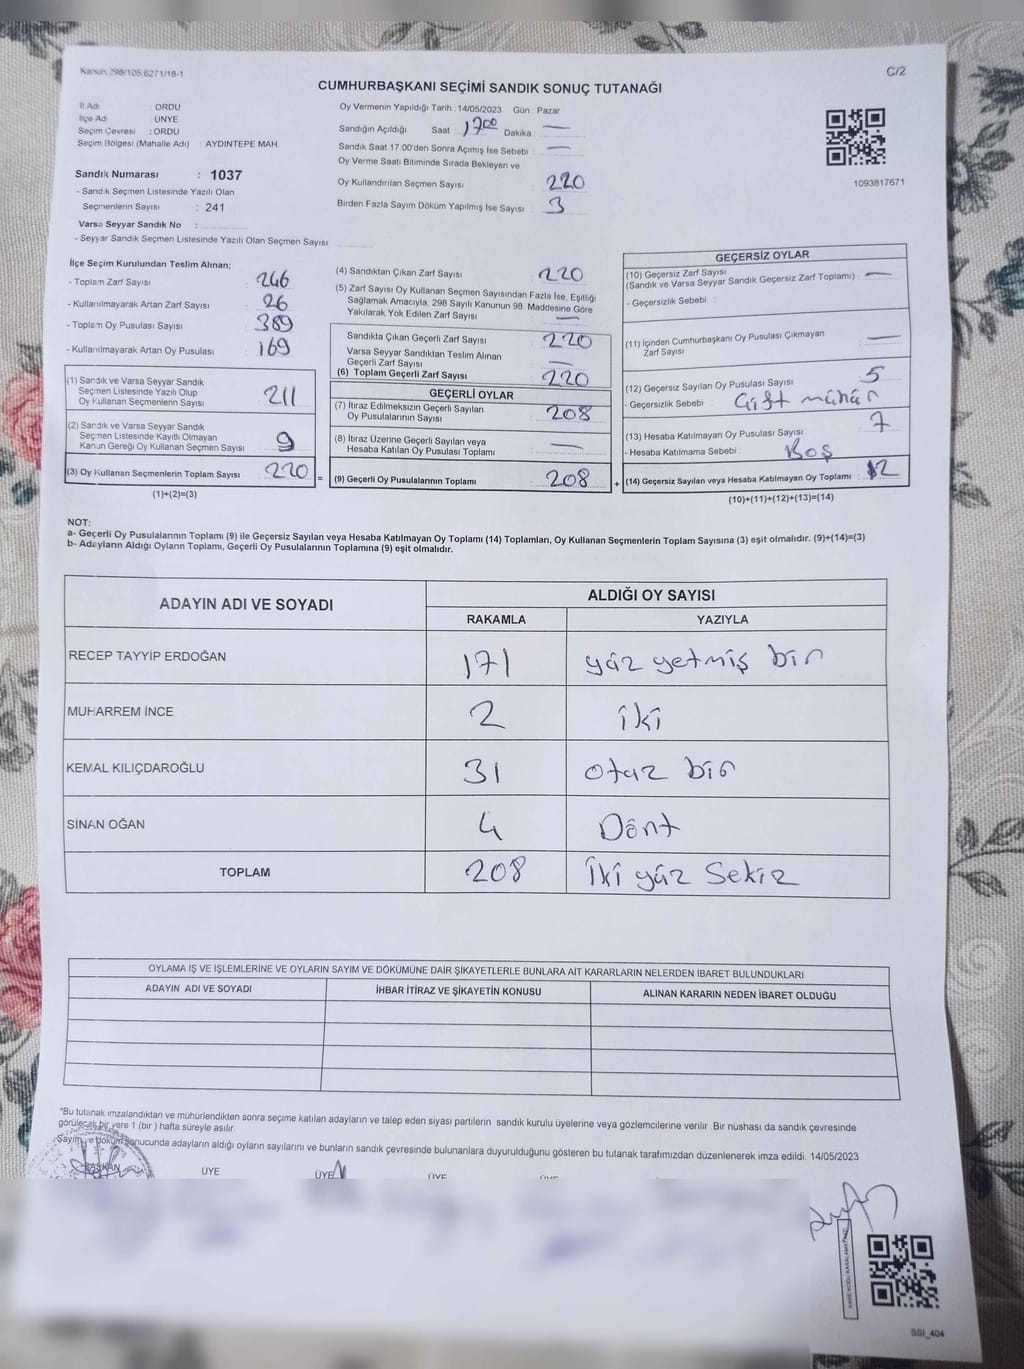 Kanun 298/105,6271/18-1
C/2
CUMHURBAŞKANI SEÇİMİ SANDIK SONUÇ TUTANAĞI
İl Adı : ORDU
İlçe Adı : ÜNYE
Seçim Çevresi : ORDU
Seçim Bölgesi (Mahalle Adı) : AYDINTEPE MAH.
Sandık Numarası : 1037
- Sandık Seçmen Listesinde Yazılı Olan
Seçmenlerin Sayısı : 241
Varsa Seyyar Sandık No :
- Seyyar Sandık Seçmen Listesinde Yazılı Olan Seçmen Sayısı
Oy Vermenin Yapıldığı Tarih : 14/05/2023 Gün : Pazar
Sandığın Açıldığı Saat 17 00 Dakika : —
Sandık Saat 17.00'den Sonra Açılmış İse Sebebi : —
Oy Verme Saati Bitiminde Sırada Bekleyen ve
Oy Kullandırılan Seçmen Sayısı : 220
Birden Fazla Sayım Döküm Yapılmış İse Sayısı : 3
1093817671
İlçe Seçim Kurulundan Teslim Alınan;
- Toplam Zarf Sayısı : 246
- Kullanılmayarak Artan Zarf Sayısı : 26
- Toplam Oy Pusulası Sayısı : 389
- Kullanılmayarak Artan Oy Pusulası : 169
(1) Sandık ve Varsa Seyyar Sandık
Seçmen Listesinde Yazılı Olup
Oy Kullanan Seçmenlerin Sayısı : 211
(2) Sandık ve Varsa Seyyar Sandık
Seçmen Listesinde Kayıtlı Olmayan
Kanun Gereği Oy Kullanan Seçmen Sayısı : 9
(3) Oy Kullanan Seçmenlerin Toplam Sayısı : 220 =
(1)+(2)=(3)
(4) Sandıktan Çıkan Zarf Sayısı : 220
(5) Zarf Sayısı Oy Kullanan Seçmen Sayısından Fazla İse, Eşitliği
Sağlamak Amacıyla, 298 Sayılı Kanunun 98. Maddesine Göre
Yakılarak Yok Edilen Zarf Sayısı : —
Sandıkta Çıkan Geçerli Zarf Sayısı : 220
Varsa Seyyar Sandıktan Teslim Alınan
Geçerli Zarf Sayısı : —
(6) Toplam Geçerli Zarf Sayısı : 220
GEÇERLİ OYLAR
(7) İtiraz Edilmeksizin Geçerli Sayılan
Oy Pusulalarının Sayısı : 208
(8) İtiraz Üzerine Geçerli Sayılan veya
Hesaba Katılan Oy Pusulası Toplamı : —
(9) Geçerli Oy Pusulalarının Toplamı : 208 +
GEÇERSİZ OYLAR
(10) Geçersiz Zarf Sayısı
(Sandık ve Varsa Seyyar Sandık Geçersiz Zarf Toplamı) : —
- Geçersizlik Sebebi :
(11) İçinden Cumhurbaşkanı Oy Pusulası Çıkmayan
Zarf Sayısı : —
(12) Geçersiz Sayılan Oy Pusulası Sayısı : 5
- Geçersizlik Sebebi : Çift mühür
(13) Hesaba Katılmayan Oy Pusulası Sayısı : 7
- Hesaba Katılmama Sebebi : Boş
(14) Geçersiz Sayılan veya Hesaba Katılmayan Oy Toplamı : 12
(10)+(11)+(12)+(13)=(14)
NOT:
a- Geçerli Oy Pusulalarının Toplamı (9) ile Geçersiz Sayılan veya Hesaba Katılmayan Oy Toplamı (14) Toplamları, Oy Kullanan Seçmenlerin Toplam Sayısına (3) eşit olmalıdır. (9)+(14)=(3)
b- Adayların Aldığı Oyların Toplamı, Geçerli Oy Pusulalarının Toplamına (9) eşit olmalıdır.
ADAYIN ADI VE SOYADI
ALDIĞI OY SAYISI
RAKAMLA YAZIYLA
RECEP TAYYİP ERDOĞAN 171 yüz yetmiş bir
MUHARREM İNCE 2 iki
KEMAL KILIÇDAROĞLU 31 otuz bir
SİNAN OĞAN 4 Dört
TOPLAM 208 İki yüz Sekiz
OYLAMA İŞ VE İŞLEMLERİNE VE OYLARIN SAYIM VE DÖKÜMÜNE DAİR ŞİKAYETLERLE BUNLARA AİT KARARLARIN NELERDEN İBARET BULUNDUKLARI
ADAYIN ADI VE SOYADI İHBAR İTİRAZ VE ŞİKAYETİN KONUSU ALINAN KARARIN NEDEN İBARET OLDUĞU
*Bu tutanak imzalandıktan ve mühürlendikten sonra seçime katılan adayların ve talep eden siyasi partilerin sandık kurulu üyelerine veya gözlemcilerine verilir. Bir nüshası da sandık çevresinde
görülecek bir yere 1 (bir ) hafta süreyle asılır.
Sayım ve döküm sonucunda adayların aldığı oyların sayılarını ve bunların sandık çevresinde bulunanlara duyurulduğunu gösteren bu tutanak tarafımızdan düzenlenerek imza edildi. 14/05/2023
BAŞKAN ÜYE ÜYE ÜYE ÜYE
SSI_404